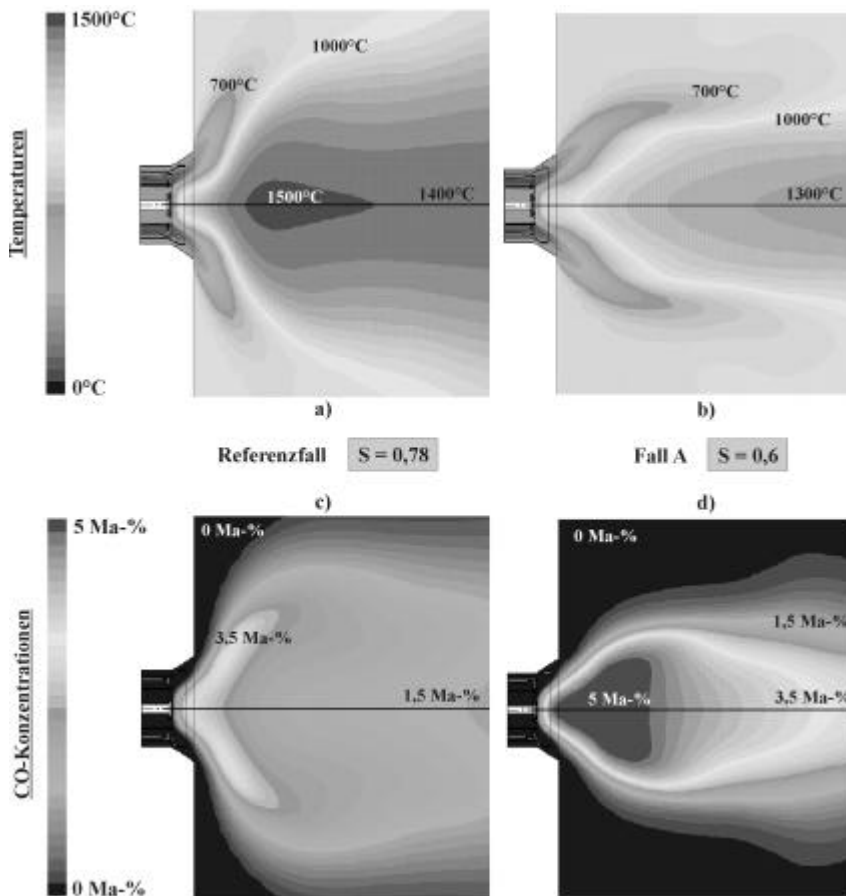 1500°C
Temperaturen
0°C
700°C
1000°C
1500°C
1400°C
a)
700°C
1000°C
1300°C
b)
Referenzfall S = 0,78
Fall A S = 0,6
c)
d)
5 Ma-%
CO-Konzentrationen
0 Ma-%
0 Ma-%
3,5 Ma-%
1,5 Ma-%
0 Ma-%
1,5 Ma-%
5 Ma-%
3,5 Ma-%